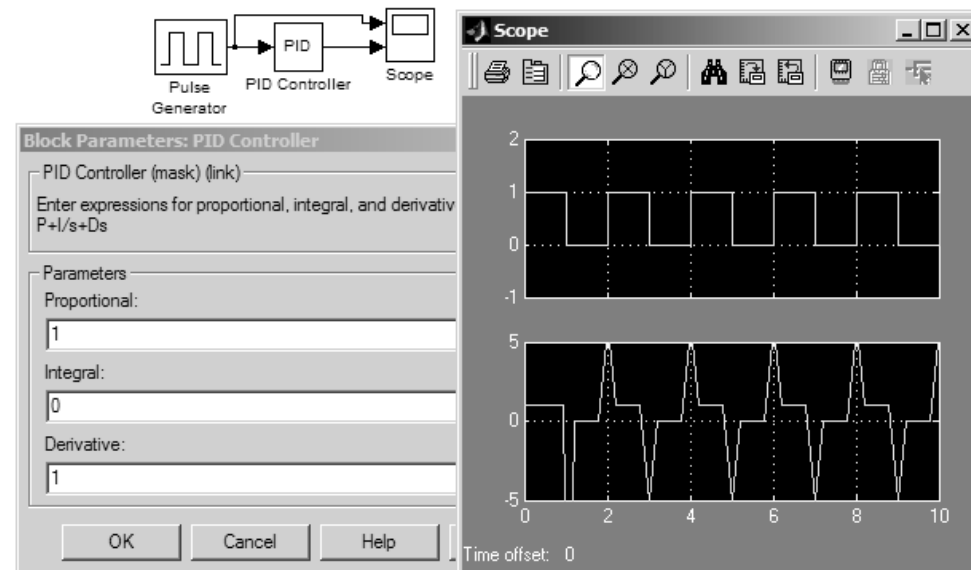 PID
Pulse
Generator
PID Controller
Scope
Block Parameters: PID Controller
PID Controller (mask) (link)
Enter expressions for proportional, integral, and derivativ
P+I/s+Ds
Parameters
Proportional:
1
Integral:
0
Derivative:
1
OK
Cancel
Help
Scope
2
1
0
-1
5
0
-5
0
2
4
6
8
10
Time offset: 0